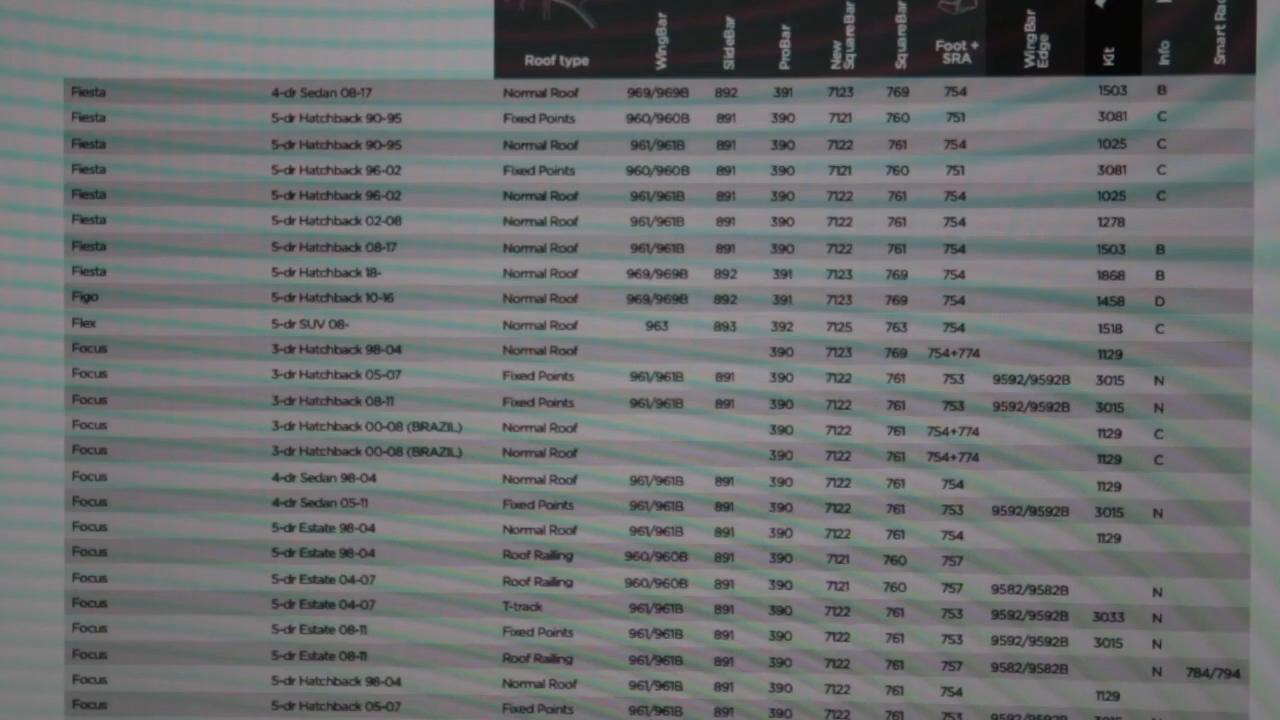 Roof type WingBar SlideBar ProBar New SquareBar SquareBar Foot + SRA WingBar Edge Kit Info Smart Rac
Fiesta 4-dr Sedan 08-17 Normal Roof 969/969B 892 391 7123 769 754 1503 B
Fiesta 5-dr Hatchback 90-95 Fixed Points 960/960B 891 390 7121 760 751 3081 C
Fiesta 5-dr Hatchback 90-95 Normal Roof 961/961B 891 390 7122 761 754 1025 C
Fiesta 5-dr Hatchback 96-02 Fixed Points 960/960B 891 390 7121 760 751 3081 C
Fiesta 5-dr Hatchback 96-02 Normal Roof 961/961B 891 390 7122 761 754 1025 C
Fiesta 5-dr Hatchback 02-08 Normal Roof 961/961B 891 390 7122 761 754 1278
Fiesta 5-dr Hatchback 08-17 Normal Roof 961/961B 891 390 7122 761 754 1503 B
Fiesta 5-dr Hatchback 18- Normal Roof 969/969B 892 391 7123 769 754 1868 B
Figo 5-dr Hatchback 10-16 Normal Roof 969/969B 892 391 7123 769 754 1458 D
Flex 5-dr SUV 08- Normal Roof 963 893 392 7125 763 754 1518 C
Focus 3-dr Hatchback 98-04 Normal Roof 390 7123 769 754+774 1129
Focus 3-dr Hatchback 05-07 Fixed Points 961/961B 891 390 7122 761 753 9592/9592B 3015 N
Focus 3-dr Hatchback 08-11 Fixed Points 961/961B 891 390 7122 761 753 9592/9592B 3015 N
Focus 3-dr Hatchback 00-08 (BRAZIL) Normal Roof 390 7122 761 754+774 1129 C
Focus 3-dr Hatchback 00-08 (BRAZIL) Normal Roof 390 7122 761 754+774 1129 C
Focus 4-dr Sedan 98-04 Normal Roof 961/961B 891 390 7122 761 754 1129
Focus 4-dr Sedan 05-11 Fixed Points 961/961B 891 390 7122 761 753 9592/9592B 3015 N
Focus 5-dr Estate 98-04 Normal Roof 961/961B 891 390 7122 761 754 1129
Focus 5-dr Estate 98-04 Roof Railing 960/960B 891 390 7121 760 757
Focus 5-dr Estate 04-07 Roof Railing 960/960B 891 390 7121 760 757 9582/9582B N
Focus 5-dr Estate 04-07 T-track 961/961B 891 390 7122 761 753 9592/9592B 3033 N
Focus 5-dr Estate 08-11 Fixed Points 961/961B 891 390 7122 761 753 9592/9592B 3015 N
Focus 5-dr Estate 08-11 Roof Railing 961/961B 891 390 7122 761 757 9582/9582B N 784/794
Focus 5-dr Hatchback 98-04 Normal Roof 961/961B 891 390 7122 761 754 1129
Focus 5-dr Hatchback 05-07 Fixed Points 961/961B 891 390 7122 761 753 9592/9592B